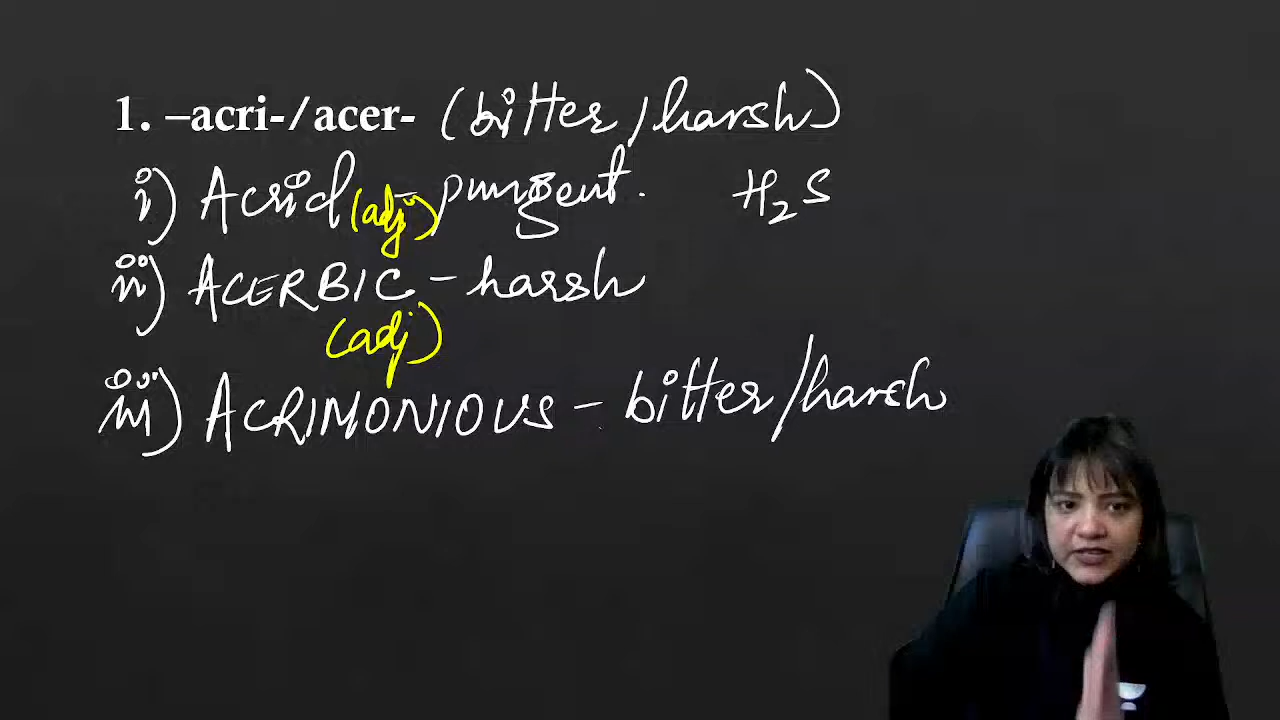 1. –acri-/acer- (bitter/harsh)
i) Acrid (adj) – pungent. H₂S
ii) ACERBIC – harsh
(adj)
iii) ACRIMONIOUS – bitter/harsh